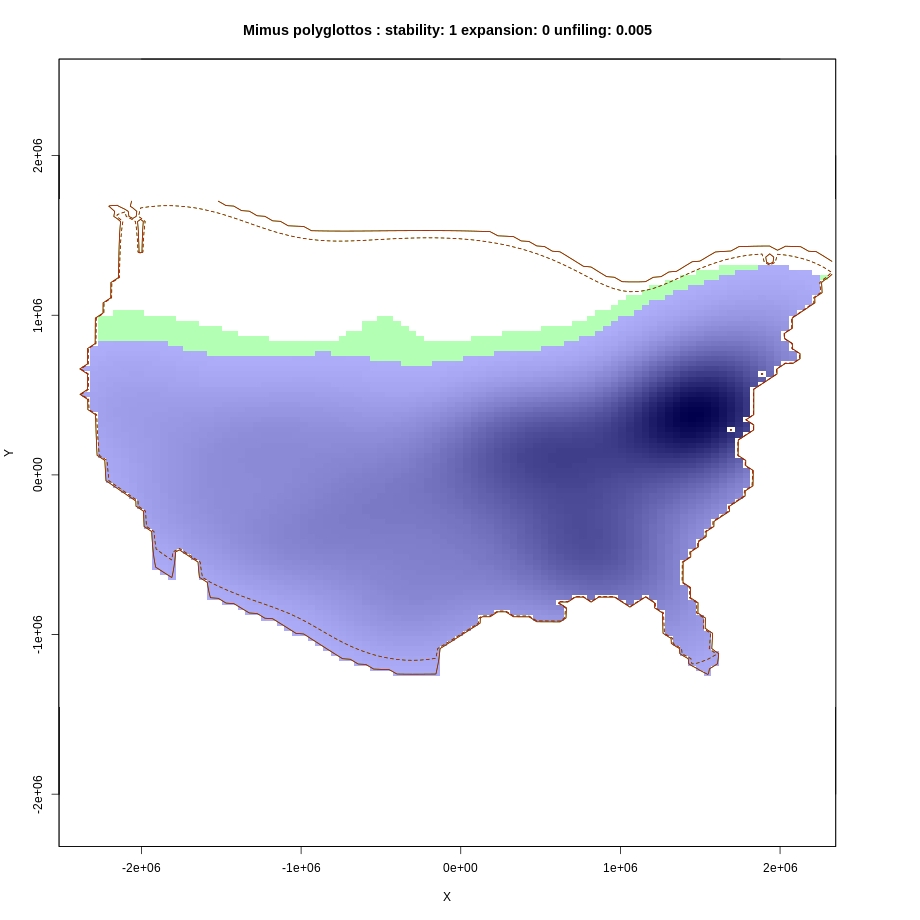 Mimus polyglottos : stability: 1 expansion: 0 unfiling: 0.005
2e+06
1e+06
0e+00
-1e+06
-2e+06
Y
-2e+06 -1e+06 0e+00 1e+06 2e+06
X